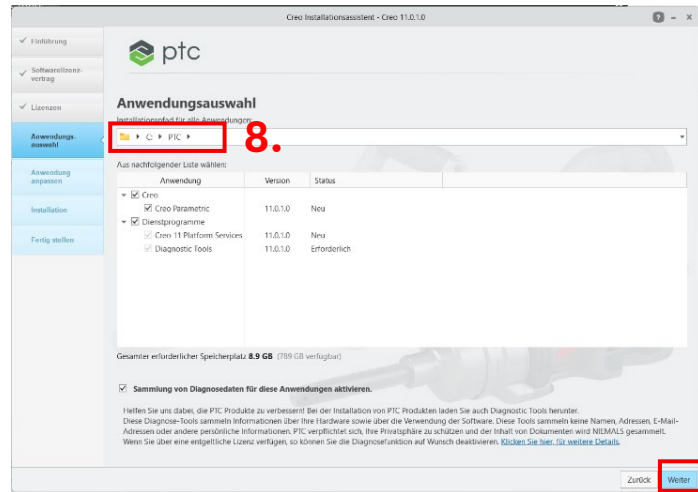 Creo Installationsassistent - Creo 11.0.1.0
Einführung
ptc
Softwarelizenz-
vertrag
Lizenzen
Anwendungsauswahl
Installationspfad für alle Anwendungen:
Anwendungs-
auswahl
C: PTC
8.
Aus nachfolgender Liste wählen:
Anwendung
anpassen
Anwendung Version Status
Creo
Creo Parametric 11.0.1.0 Neu
Installation
Dienstprogramme
Creo 11 Platform Services 11.0.1.0 Neu
Fertig stellen
Diagnostic Tools 11.0.1.0 Erforderlich
Gesamter erforderlicher Speicherplatz 8.9 GB (789 GB verfügbar)
Sammlung von Diagnosedaten für diese Anwendungen aktivieren.
Helfen Sie uns dabei, die PTC Produkte zu verbessern! Bei der Installation von PTC Produkten laden Sie auch Diagnostic Tools herunter.
Diese Diagnose-Tools sammeln Informationen über Ihre Hardware sowie über die Verwendung der Software. Diese Tools sammeln keine Namen, Adressen, E-Mail-
Adressen oder andere persönliche Informationen. PTC verpflichtet sich, Ihre Privatsphäre zu schützen und der Inhalt von Dokumenten wird NIEMALS gesammelt.
Wenn Sie über eine entgeltliche Lizenz verfügen, so können Sie die Diagnosefunktion auf Wunsch deaktivieren. Klicken Sie hier, für weitere Details.
Zurück Weiter